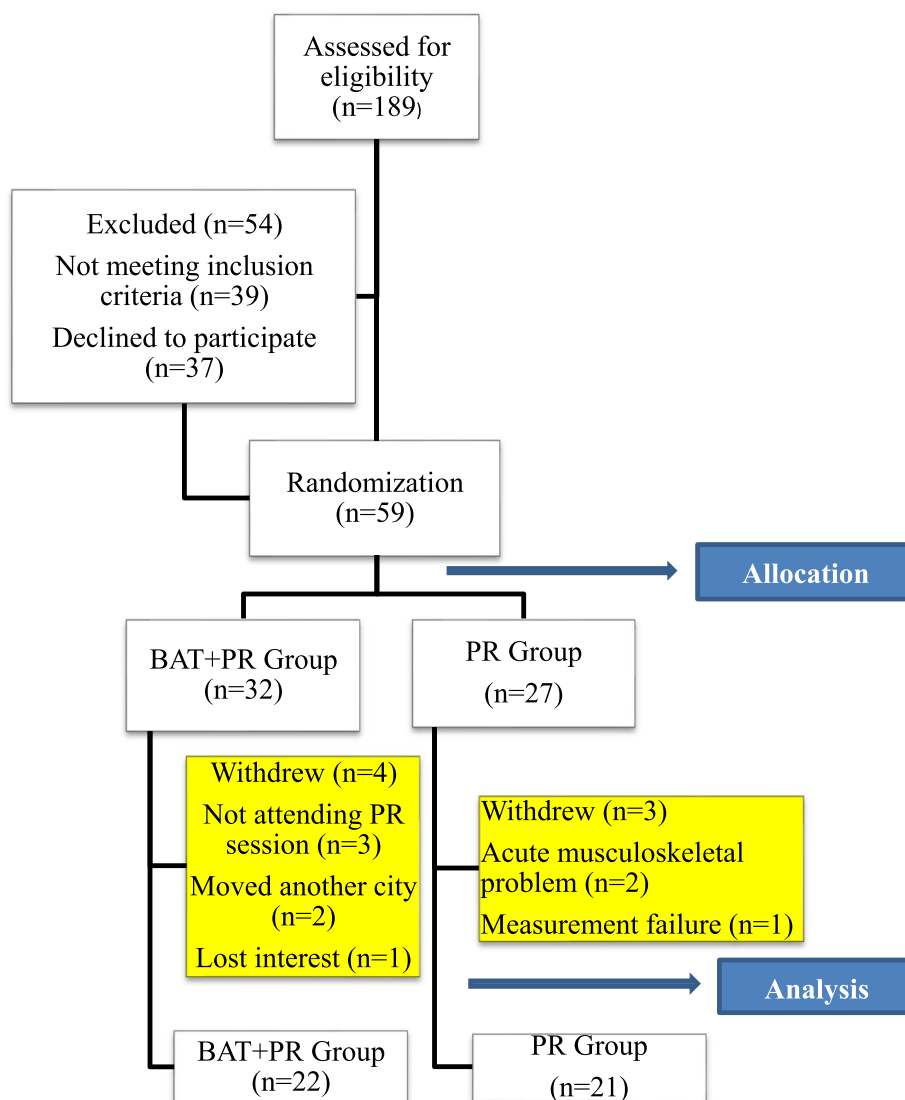 Assessed for
eligibility
(n=189)
Excluded (n=54)
Not meeting inclusion
criteria (n=39)
Declined to participate
(n=37)
Randomization
(n=59)
Allocation
BAT+PR Group
(n=32)
PR Group
(n=27)
Withdrew (n=4)
Not attending PR
session (n=3)
Moved another city
(n=2)
Lost interest (n=1)
Withdrew (n=3)
Acute musculoskeletal
problem (n=2)
Measurement failure (n=1)
Analysis
BAT+PR Group
(n=22)
PR Group
(n=21)